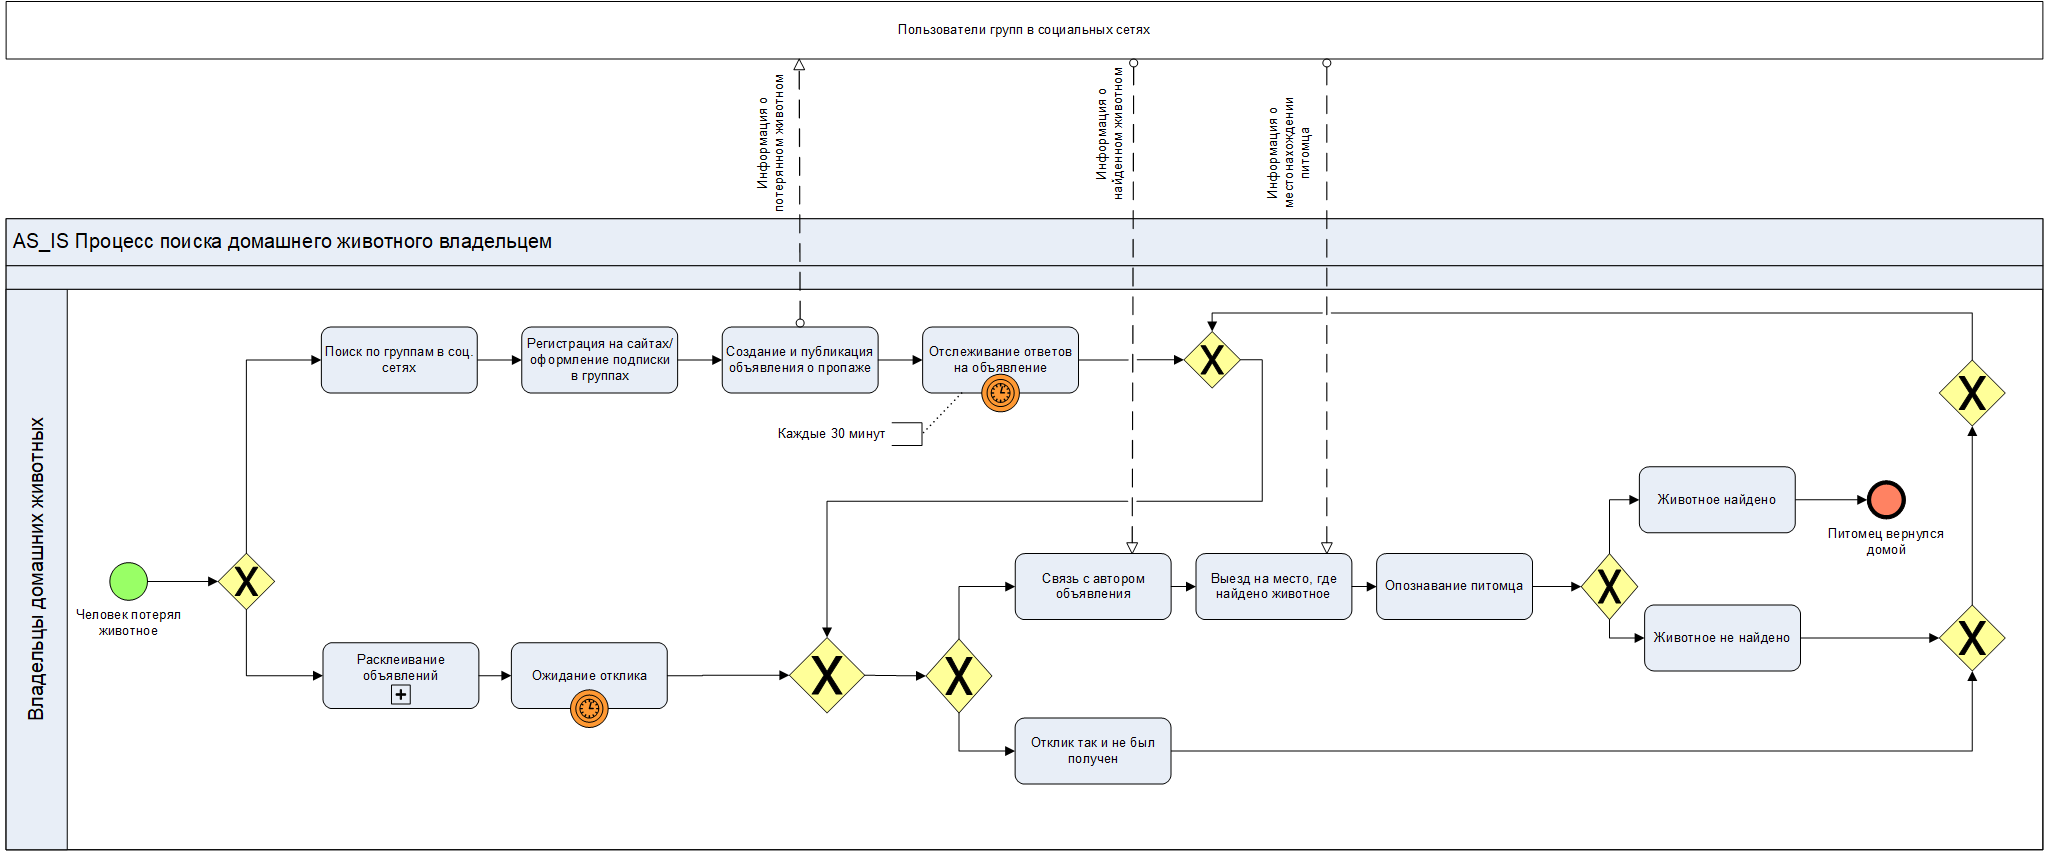 Пользователи групп в социальных сетях
Информация о
потерянном животном
Информация о
найденном животном
Информация о
местонахождении
питомца
AS_IS Процесс поиска домашнего животного владельцем
Владельцы домашних животных
Поиск по группам в соц.
сетях
Регистрация на сайтах/
оформление подписки
в группах
Создание и публикация
объявления о пропаже
Отслеживание ответов
на объявление
Каждые 30 минут
Человек потерял
животное
Расклеивание
объявлений
Ожидание отклика
Связь с автором
объявления
Выезд на место, где
найдено животное
Опознавание питомца
Животное найдено
Питомец вернулся
домой
Животное не найдено
Отклик так и не был
получен